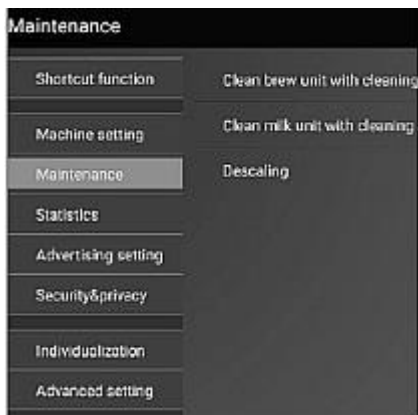 Maintenance
Shortcut function
Machine setting
Maintenance
Statistics
Advertising setting
Security&privacy
Individualization
Advanced setting
Clean brew unit with cleaning
Clean milk unit with cleaning
Descaling